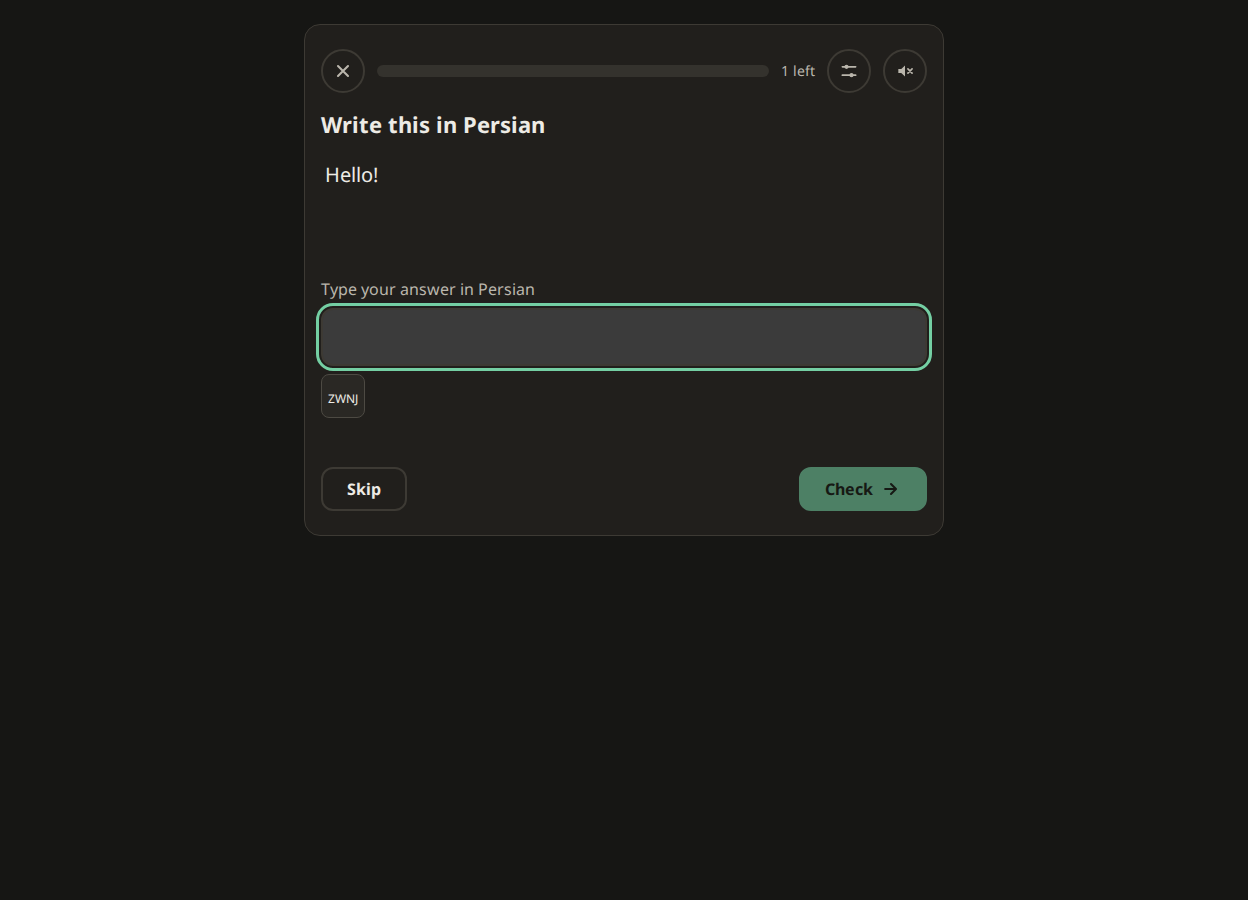 1 left
Write this in Persian
Hello!
Type your answer in Persian
ZWNJ
Skip
Check